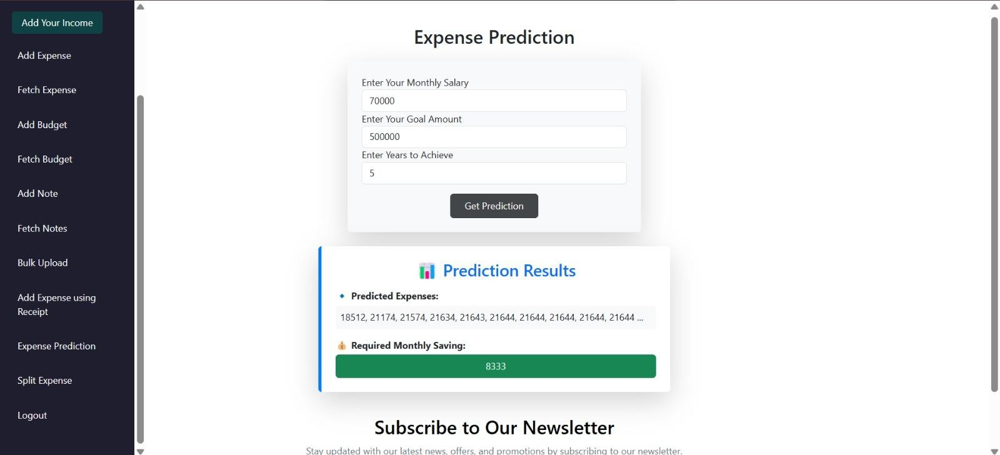 Add Your Income
Add Expense
Fetch Expense
Add Budget
Fetch Budget
Add Note
Fetch Notes
Bulk Upload
Add Expense using
Receipt
Expense Prediction
Split Expense
Logout
Expense Prediction
Enter Your Monthly Salary
70000
Enter Your Goal Amount
500000
Enter Years to Achieve
5
Get Prediction
Prediction Results
Predicted Expenses:
18512, 21174, 21574, 21634, 21643, 21644, 21644, 21644, 21644, 21644 ...
Required Monthly Saving:
8333
Subscribe to Our Newsletter
Stay updated with our latest news, offers, and promotions by subscribing to our newsletter.